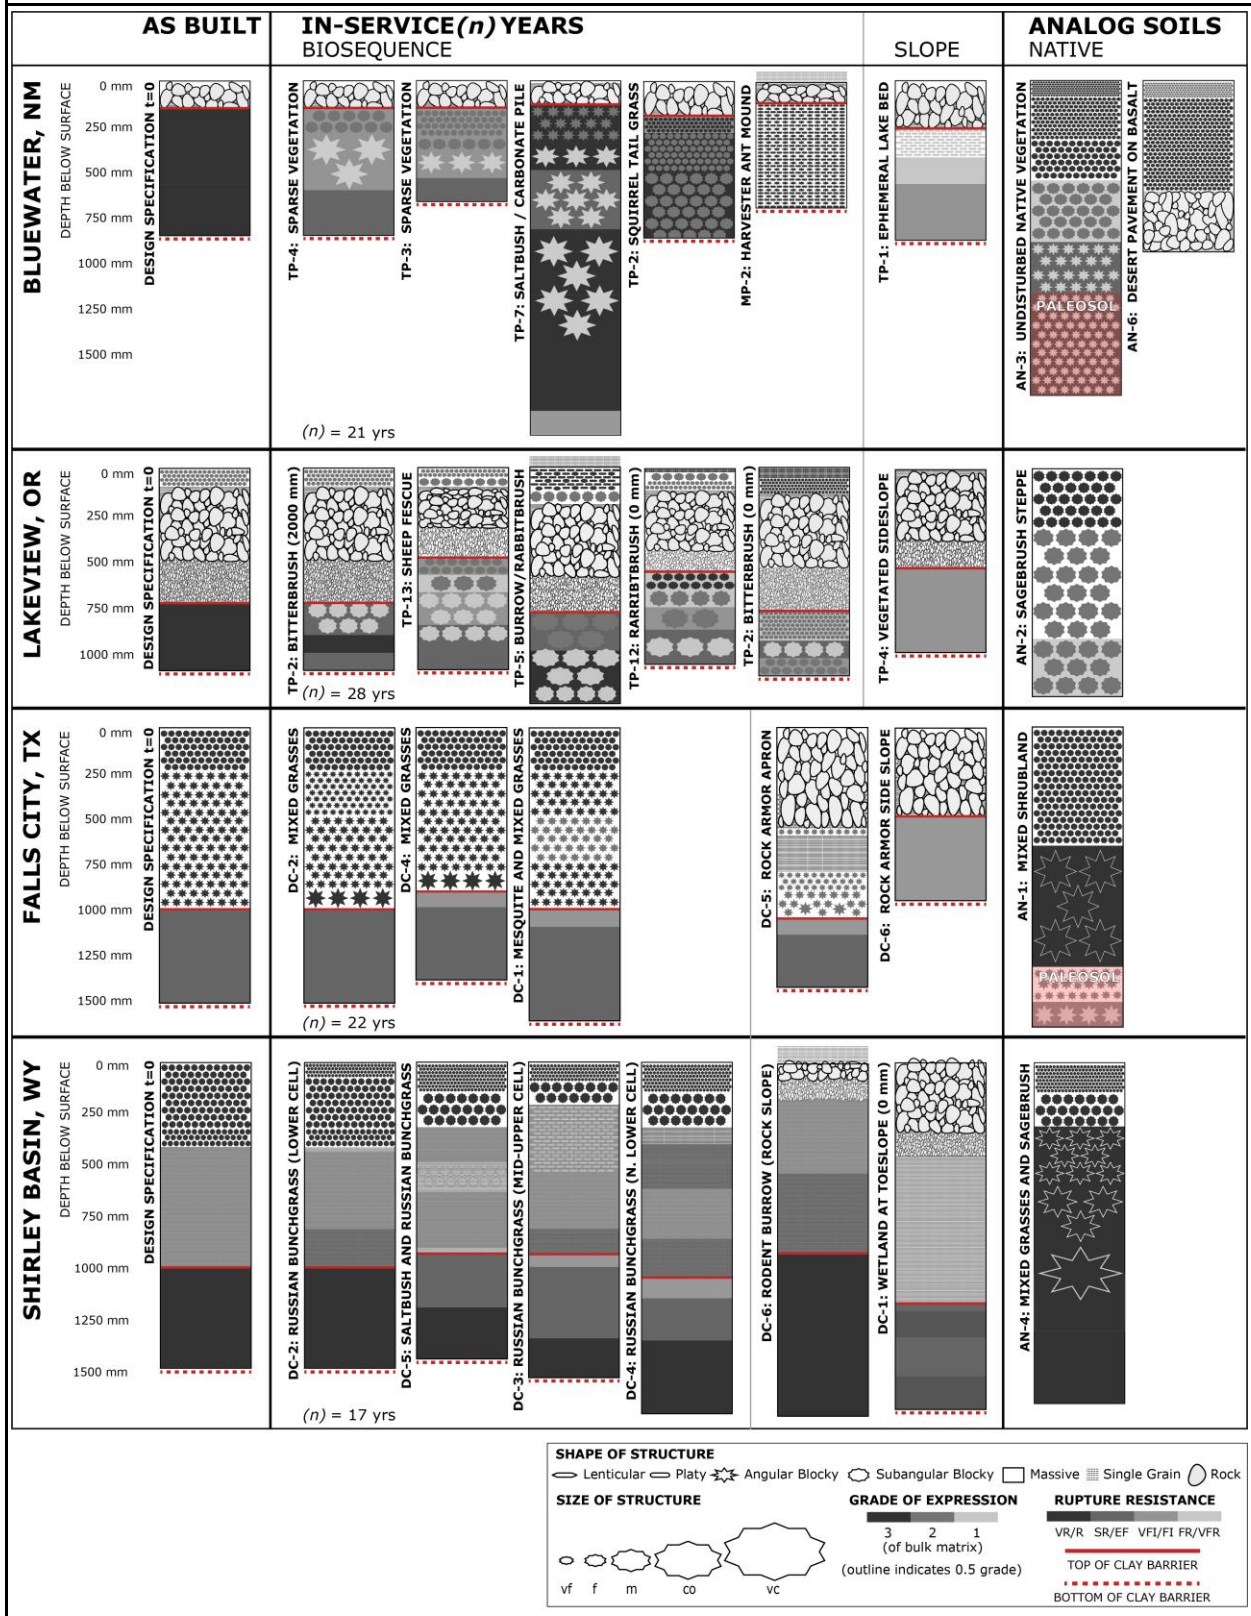 AS BUILT
IN-SERVICE(n) YEARS
BIOSEQUENCE
SLOPE
ANALOG SOILS
NATIVE
BLUEWATER, NM
DEPTH BELOW SURFACE
0 mm
250 mm
500 mm
750 mm
1000 mm
1250 mm
1500 mm
DESIGN SPECIFICATION t=0
TP-4: SPARSE VEGETATION
TP-3: SPARSE VEGETATION
TP-7: SALTBUSH / CARBONATE PILE
TP-2: SQUIRREL TAIL GRASS
MP-2: HARVESTER ANT MOUND
TP-1: EPHEMERAL LAKE BED
AN-3: UNDISTURBED NATIVE VEGETATION
PALEOSOL
AN-6: DESERT PAVEMENT ON BASALT
(n) = 21 yrs
LAKEVIEW, OR
DEPTH BELOW SURFACE
0 mm
250 mm
500 mm
750 mm
1000 mm
DESIGN SPECIFICATION t=0
TP-2: BITTERBRUSH (2000 mm)
TP-13: SHEEP FESCUE
TP-5: BURROW/RABBITBRUSH
TP-12: RARRIBTBRUSH (0 mm)
TP-2: BITTERBRUSH (0 mm)
TP-4: VEGETATED SIDESLOPE
AN-2: SAGEBRUSH STEPPE
(n) = 28 yrs
FALLS CITY, TX
DEPTH BELOW SURFACE
0 mm
250 mm
500 mm
750 mm
1000 mm
1250 mm
1500 mm
DESIGN SPECIFICATION t=0
DC-2: MIXED GRASSES
DC-4: MIXED GRASSES
DC-1: MESQUITE AND MIXED GRASSES
DC-5: ROCK ARMOR APRON
DC-6: ROCK ARMOR SIDE SLOPE
AN-1: MIXED SHRUBLAND
PALEOSOL
(n) = 22 yrs
SHIRLEY BASIN, WY
DEPTH BELOW SURFACE
0 mm
250 mm
500 mm
750 mm
1000 mm
1250 mm
1500 mm
DESIGN SPECIFICATION t=0
DC-2: RUSSIAN BUNCHGRASS (LOWER CELL)
DC-5: SALTBUSH AND RUSSIAN BUNCHGRASS
DC-3: RUSSIAN BUNCHGRASS (MID-UPPER CELL)
DC-4: RUSSIAN BUNCHGRASS (N. LOWER CELL)
DC-6: RODENT BURROW (ROCK SLOPE)
DC-1: WETLAND AT TOESLOPE (0 mm)
AN-4: MIXED GRASSES AND SAGEBRUSH
(n) = 17 yrs
SHAPE OF STRUCTURE
Lenticular Platy Angular Blocky Subangular Blocky Massive Single Grain Rock
SIZE OF STRUCTURE
vf f m co vc
GRADE OF EXPRESSION
3 2 1
(of bulk matrix)
(outline indicates 0.5 grade)
RUPTURE RESISTANCE
VR/R SR/EF VFI/FI FR/VFR
TOP OF CLAY BARRIER
BOTTOM OF CLAY BARRIER